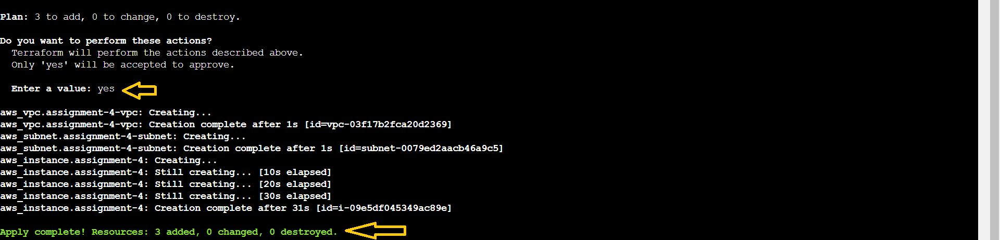 Plan: 3 to add, 0 to change, 0 to destroy.
Do you want to perform these actions?
Terraform will perform the actions described above.
Only 'yes' will be accepted to approve.
Enter a value: yes
aws_vpc.assignment-4-vpc: Creating...
aws_vpc.assignment-4-vpc: Creation complete after 1s [id=vpc-03f17b2fca20d2369]
aws_subnet.assignment-4-subnet: Creating...
aws_subnet.assignment-4-subnet: Creation complete after 1s [id=subnet-0079ed2aacb46a9c5]
aws_instance.assignment-4: Creating...
aws_instance.assignment-4: Still creating... [10s elapsed]
aws_instance.assignment-4: Still creating... [20s elapsed]
aws_instance.assignment-4: Still creating... [30s elapsed]
aws_instance.assignment-4: Creation complete after 31s [id=i-09e5df045349ac89e]
Apply complete! Resources: 3 added, 0 changed, 0 destroyed.